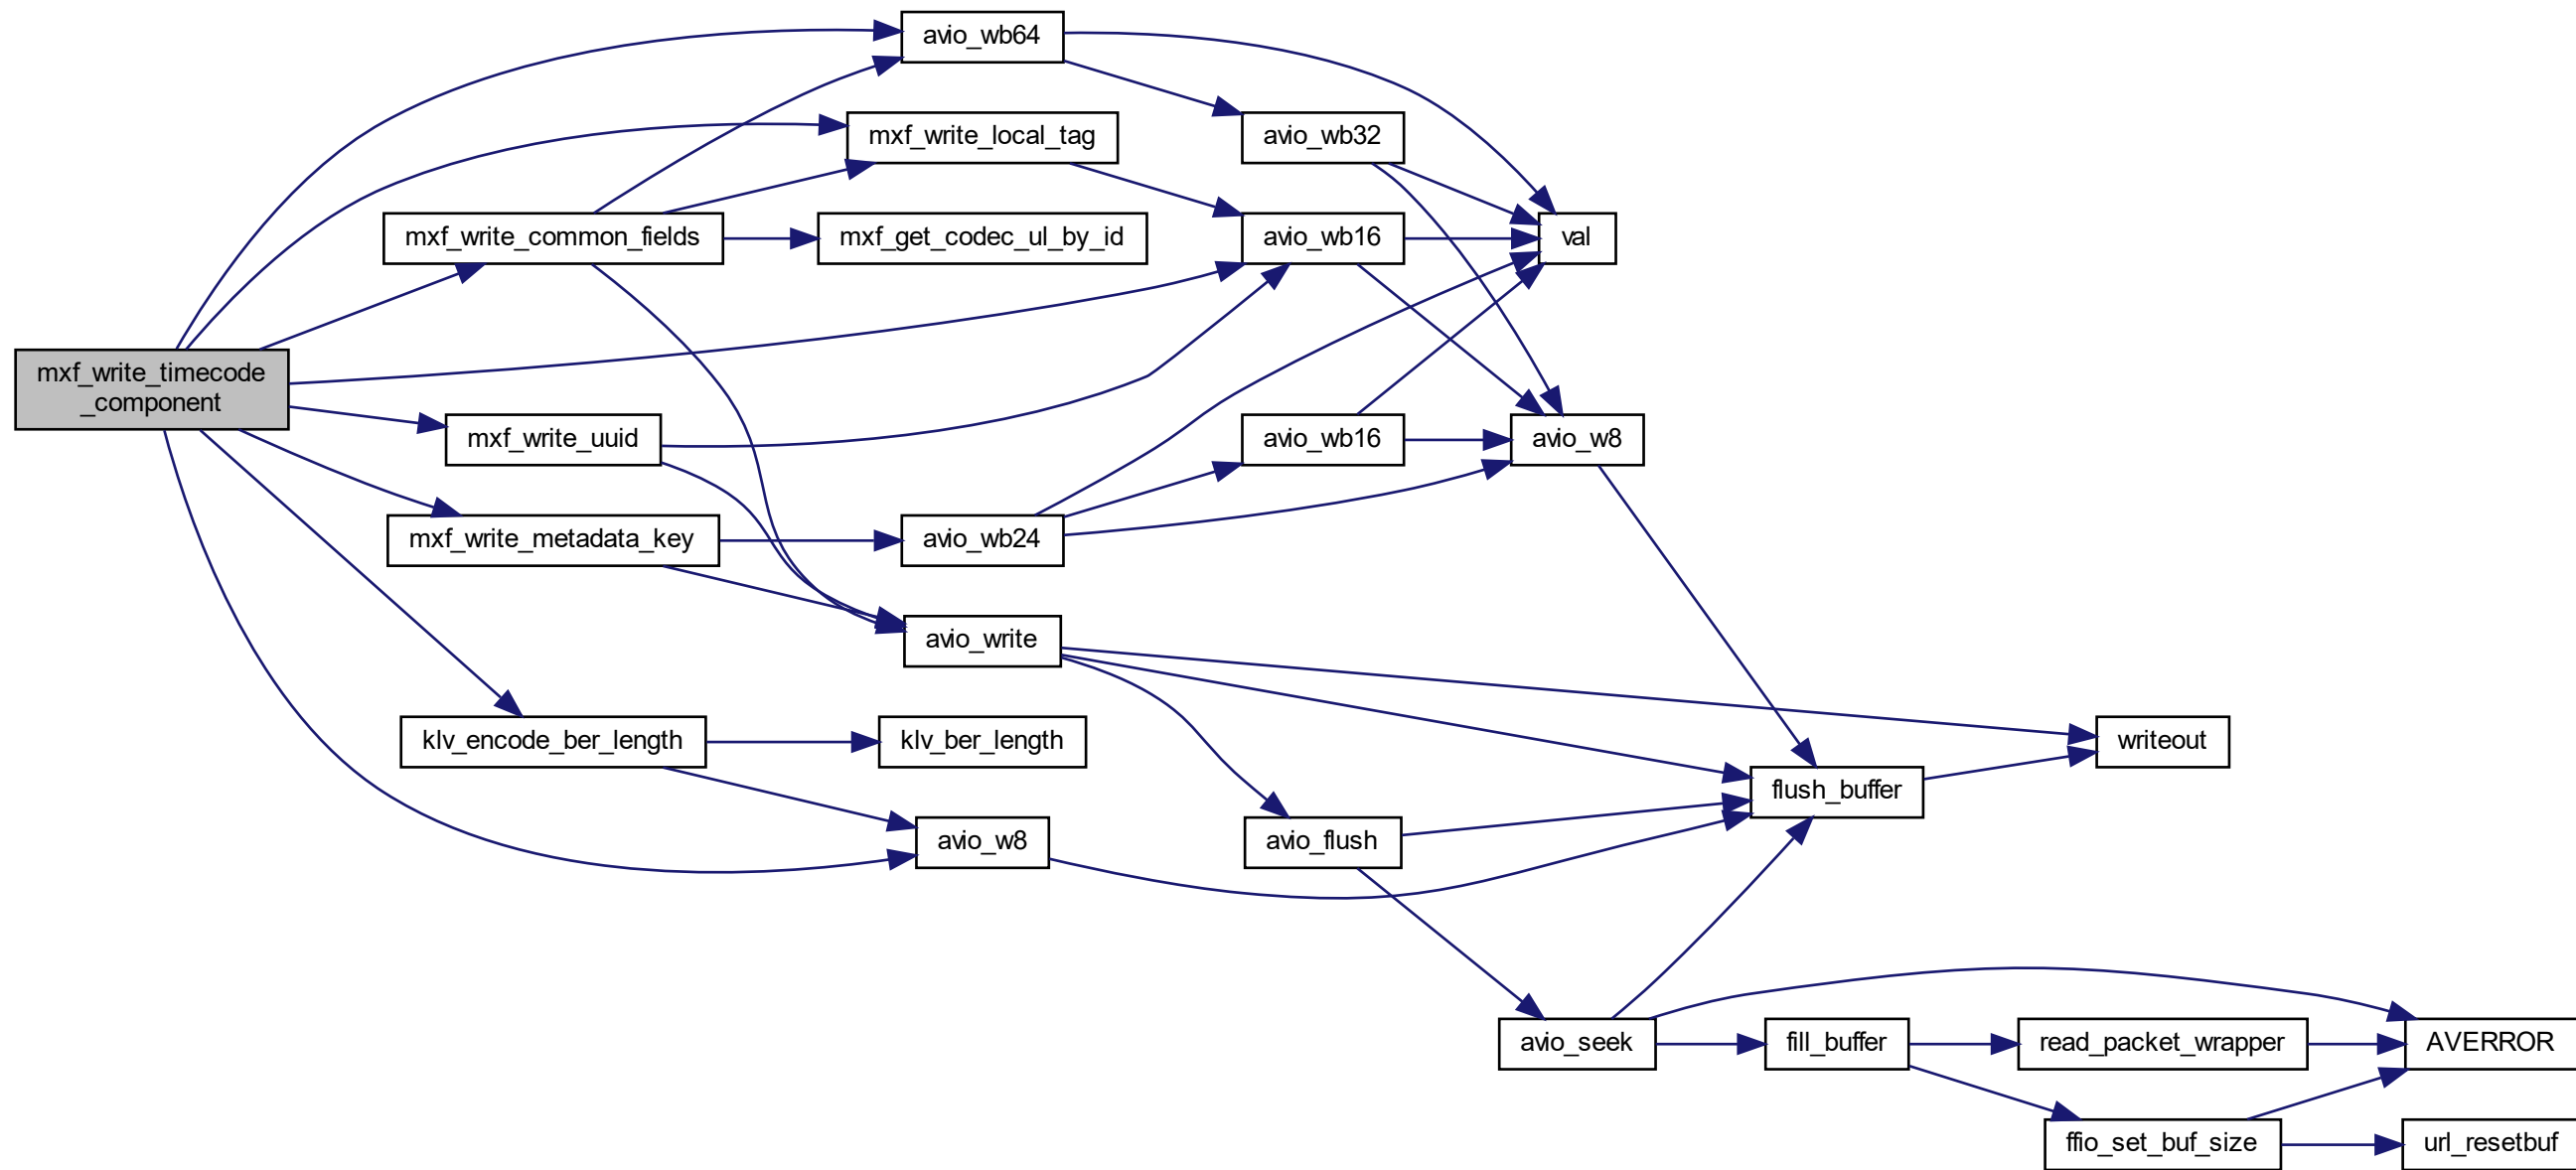 avio_wb64
mxf_write_local_tag
avio_wb32
mxf_write_common_fields
mxf_get_codec_ul_by_id
avio_wb16
val
mxf_write_timecode
_component
mxf_write_uuid
avio_wb16
avio_w8
mxf_write_metadata_key
avio_wb24
avio_write
klv_encode_ber_length
klv_ber_length
writeout
flush_buffer
avio_w8
avio_flush
avio_seek
fill_buffer
read_packet_wrapper
AVERROR
ffio_set_buf_size
url_resetbuf